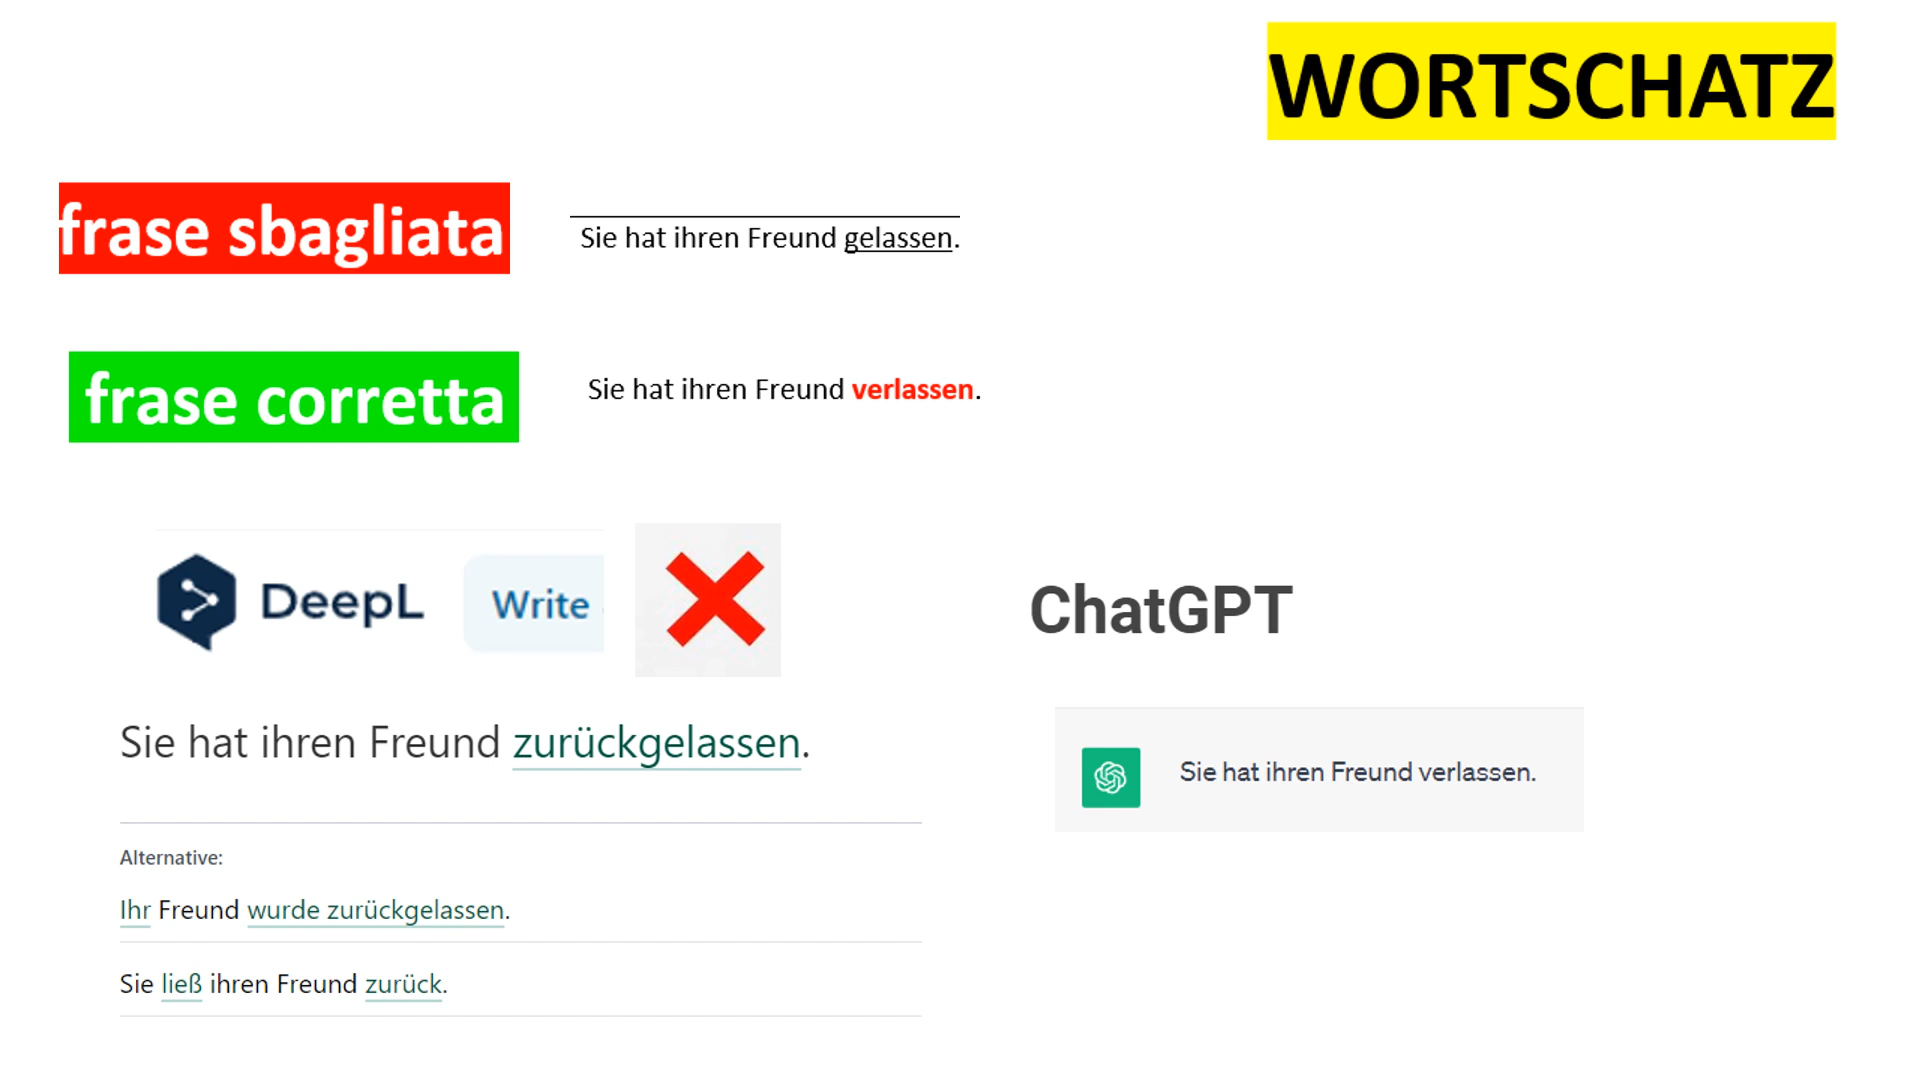 WORTSCHATZ
frase sbagliata
Sie hat ihren Freund gelassen.
frase corretta
Sie hat ihren Freund verlassen.
DeepL Write
Sie hat ihren Freund zurückgelassen.
Alternative:
Ihr Freund wurde zurückgelassen.
Sie ließ ihren Freund zurück.
ChatGPT
Sie hat ihren Freund verlassen.